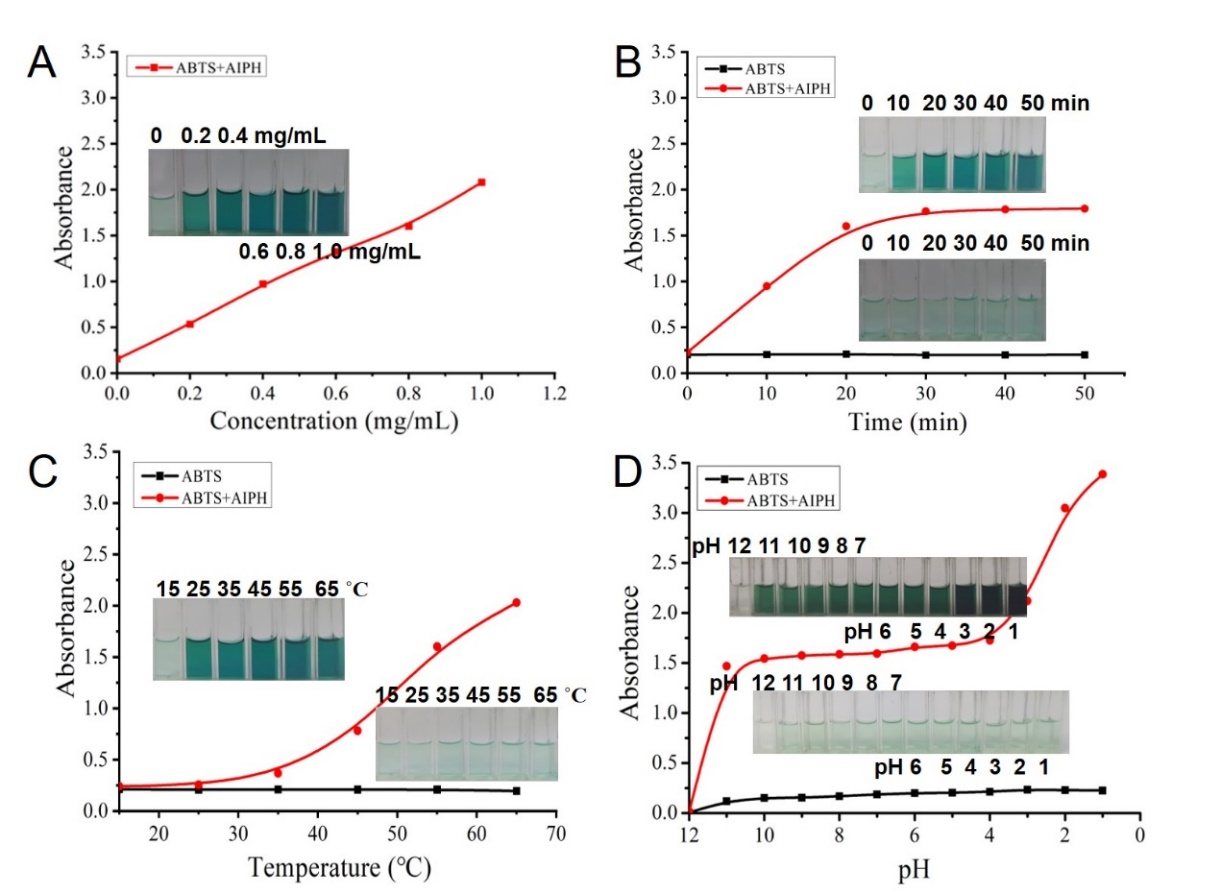 A
ABTS+AIPH
3.5
3.0
2.5
2.0
1.5
1.0
0.5
0.0
Absorbance
0 0.2 0.4 mg/mL
0.6 0.8 1.0 mg/mL
0.0 0.2 0.4 0.6 0.8 1.0 1.2
Concentration (mg/mL)
B
ABTS
ABTS+AIPH
3.5
3.0
2.5
2.0
1.5
1.0
0.5
0.0
Absorbance
0 10 20 30 40 50 min
0 10 20 30 40 50 min
0 10 20 30 40 50
Time (min)
C
ABTS
ABTS+AIPH
3.5
3.0
2.5
2.0
1.5
1.0
0.5
0.0
Absorbance
15 25 35 45 55 65 °C
15 25 35 45 55 65 °C
20 30 40 50 60 70
Temperature (℃)
D
ABTS
ABTS+AIPH
3.5
3.0
2.5
2.0
1.5
1.0
0.5
0.0
Absorbance
pH 12 11 10 9 8 7
pH 6 5 4 3 2 1
pH 12 11 10 9 8 7
pH 6 5 4 3 2 1
12 10 8 6 4 2 0
pH